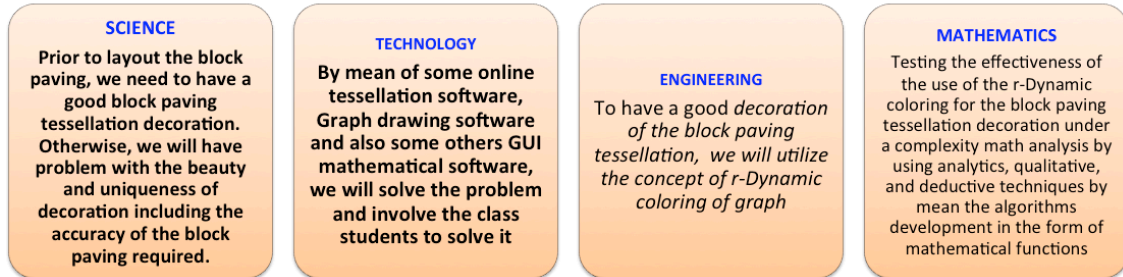 SCIENCE
Prior to layout the block
paving, we need to have a
good block paving
tessellation decoration.
Otherwise, we will have
problem with the beauty
and uniqueness of
decoration including the
accuracy of the block
paving required.
TECHNOLOGY
By mean of some online
tessellation software,
Graph drawing software
and also some others GUI
mathematical software,
we will solve the problem
and involve the class
students to solve it
ENGINEERING
To have a good decoration
of the block paving
tessellation, we will utilize
the concept of r-Dynamic
coloring of graph
MATHEMATICS
Testing the effectiveness of
the use of the r-Dynamic
coloring for the block paving
tessellation decoration under
a complexity math analysis by
using analytics, qualitative,
and deductive techniques by
mean the algorithms
development in the form of
mathematical functions